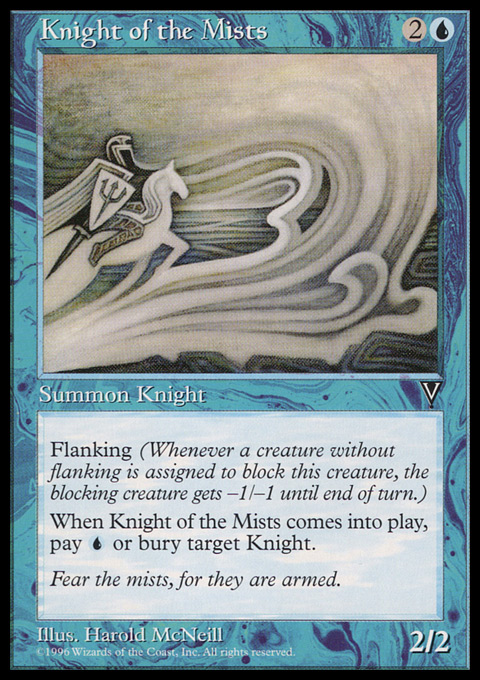 Knight of the Mists 2
Summon Knight V
Flanking (Whenever a creature without
flanking is assigned to block this creature, the
blocking creature gets –1/–1 until end of turn.)
When Knight of the Mists comes into play,
pay or bury target Knight.
Fear the mists, for they are armed.
Illus. Harold McNeill
©1996 Wizards of the Coast, Inc. All rights reserved.
2/2